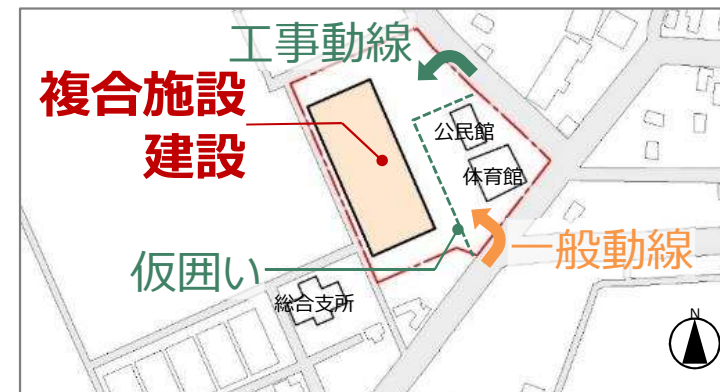 工事動線
複合施設
建設
公民館
体育館
一般動線
仮囲い
総合支所
N